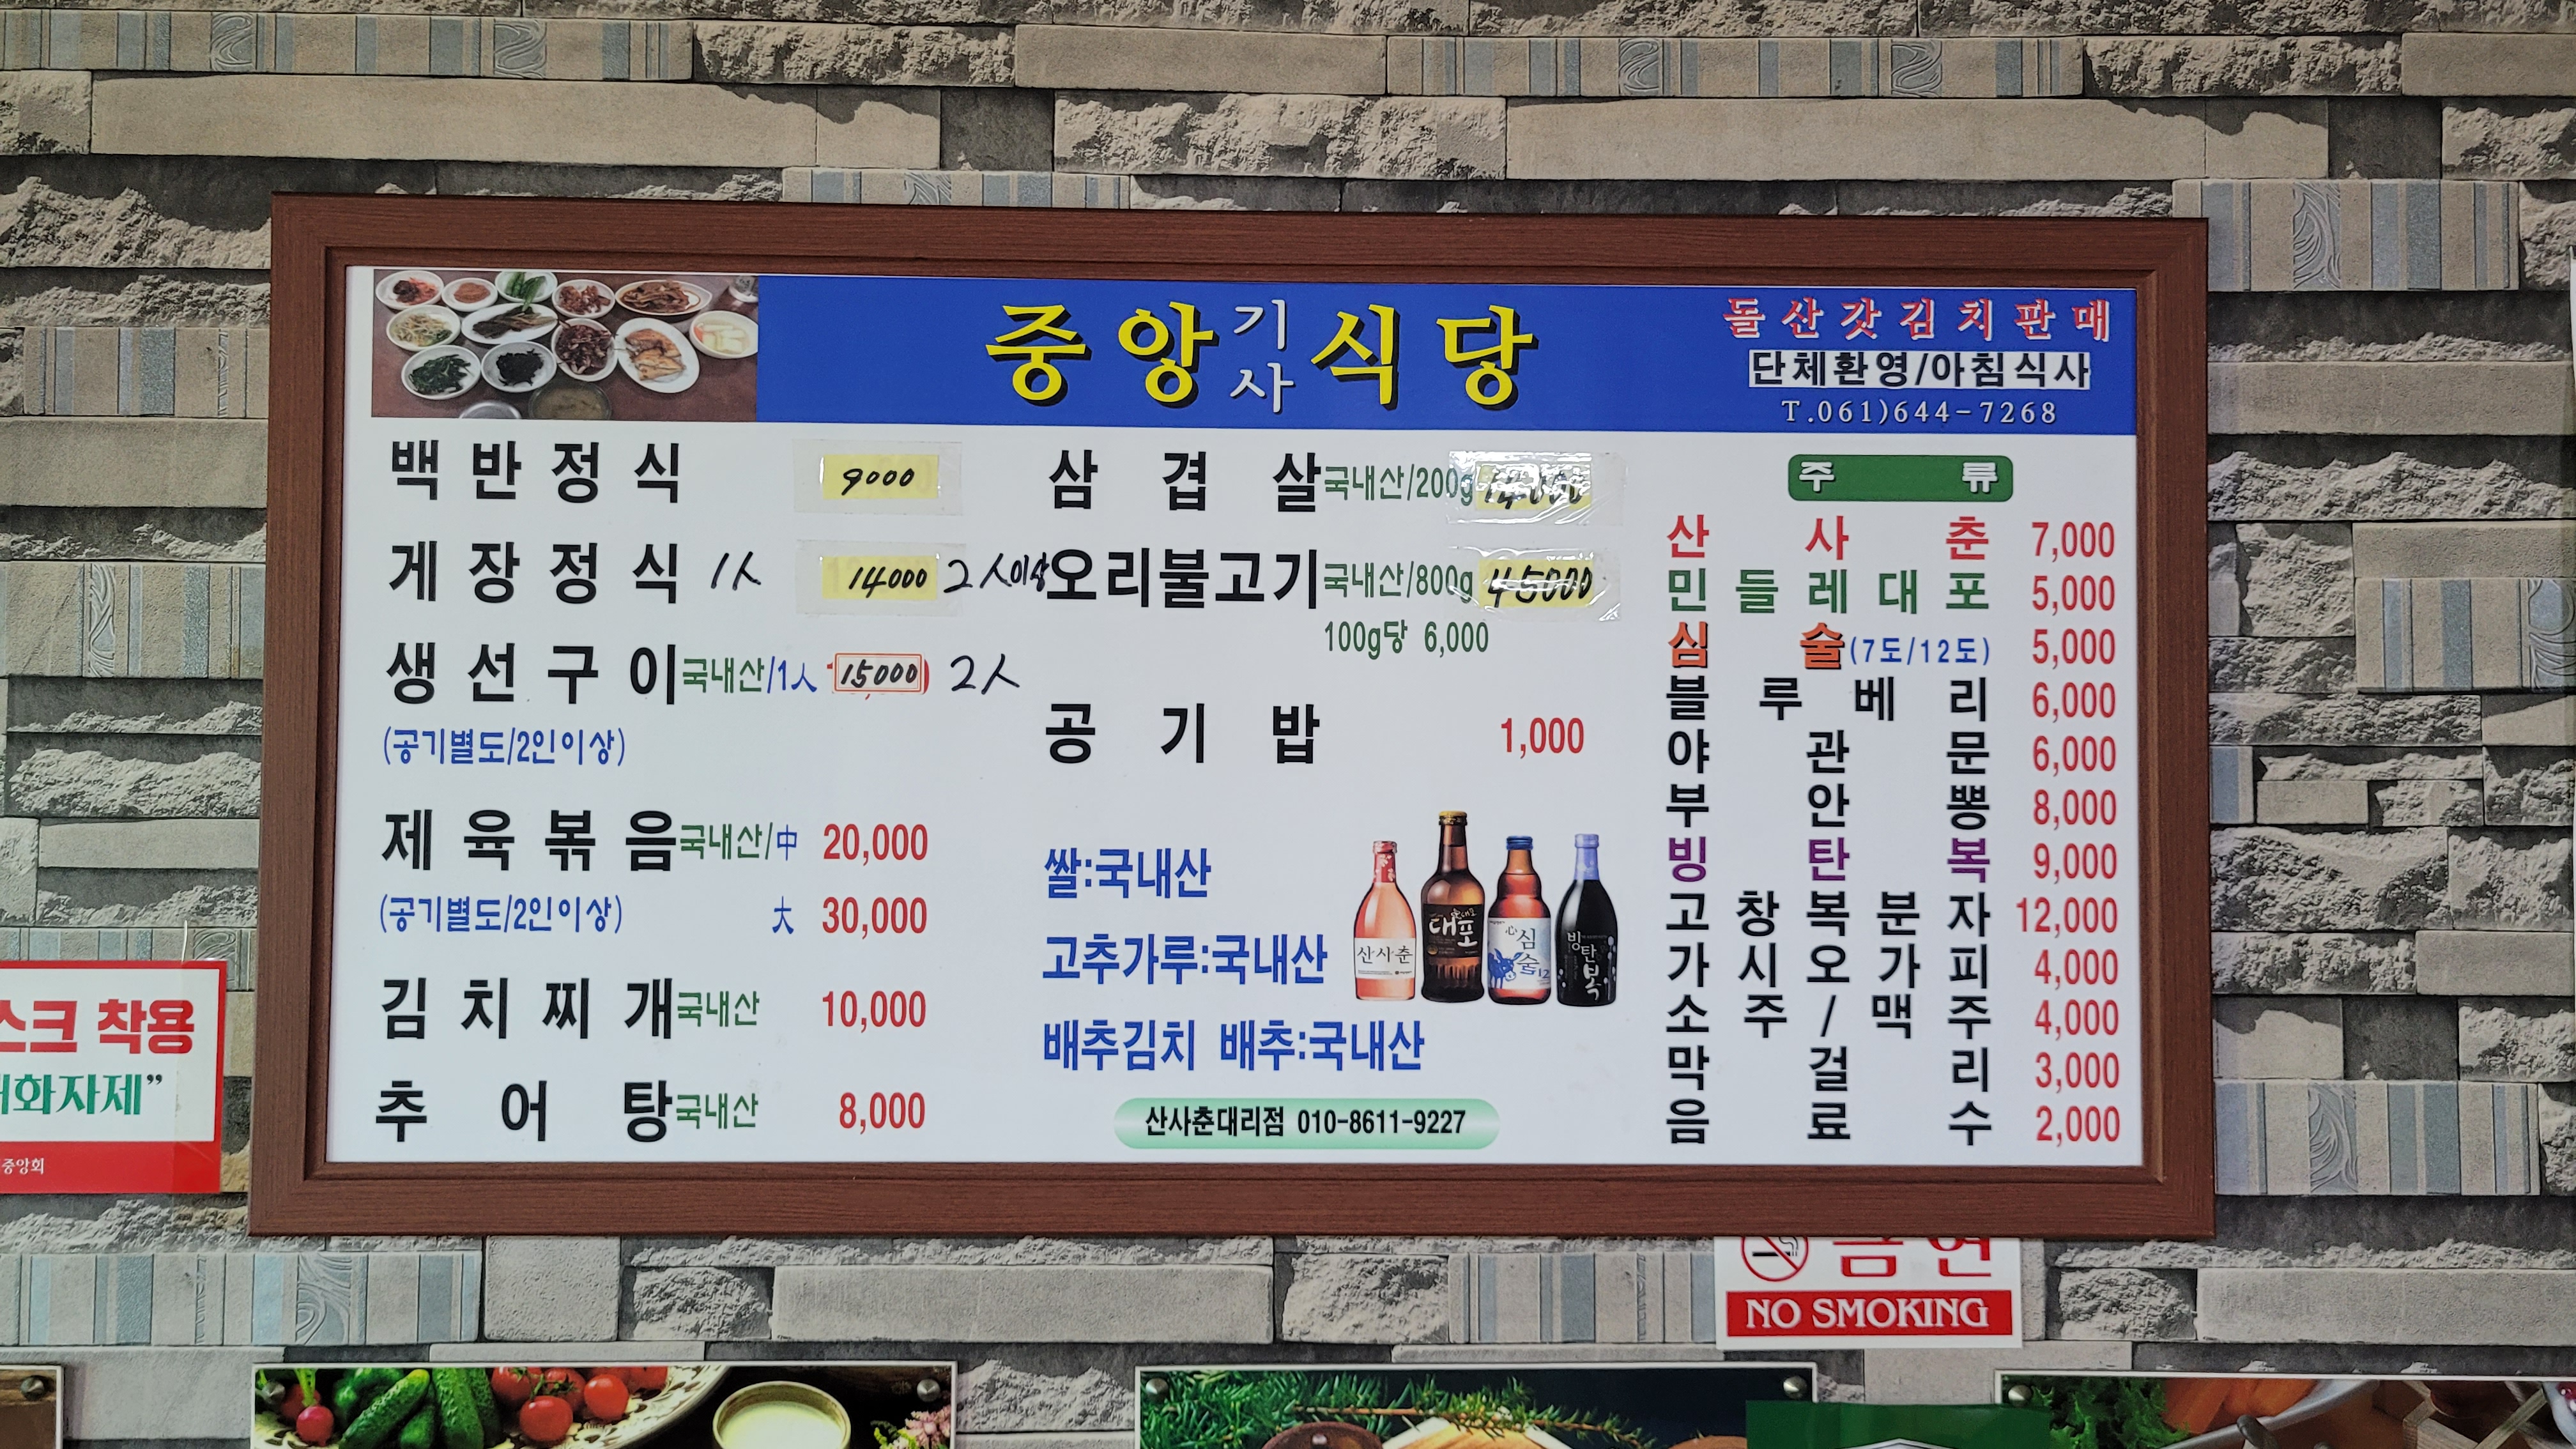 중앙기사식당
돌산갓김치판매
단체환영/아침식사
T.061)644-7268
백반정식 9000
게장정식 1人 14000 2人이상
생선구이 국내산/1人 15000 2人
(공기별도/2인이상)
제육볶음 국내산/中 20,000
(공기별도/2인이상) 大 30,000
김치찌개 국내산 10,000
추어탕 국내산 8,000
삼겹살 국내산/200g 14000
오리불고기 국내산/800g 45000
100g당 6,000
공기밥 1,000
쌀:국내산
고추가루:국내산
배추김치 배추:국내산
산사춘
대포
심술
12
빙탄복
산사춘대리점 010-8611-9227
주류
산사춘 7,000
민들레대포 5,000
심술(7도/12도) 5,000
블루베리 6,000
야관문 6,000
부안뽕 8,000
빙탄복 9,000
고창복분자 12,000
가시오가피 4,000
소주/맥주 4,000
막걸리 3,000
음료수 2,000
스크 착용
화자제”
중앙회
금연
NO SMOKING